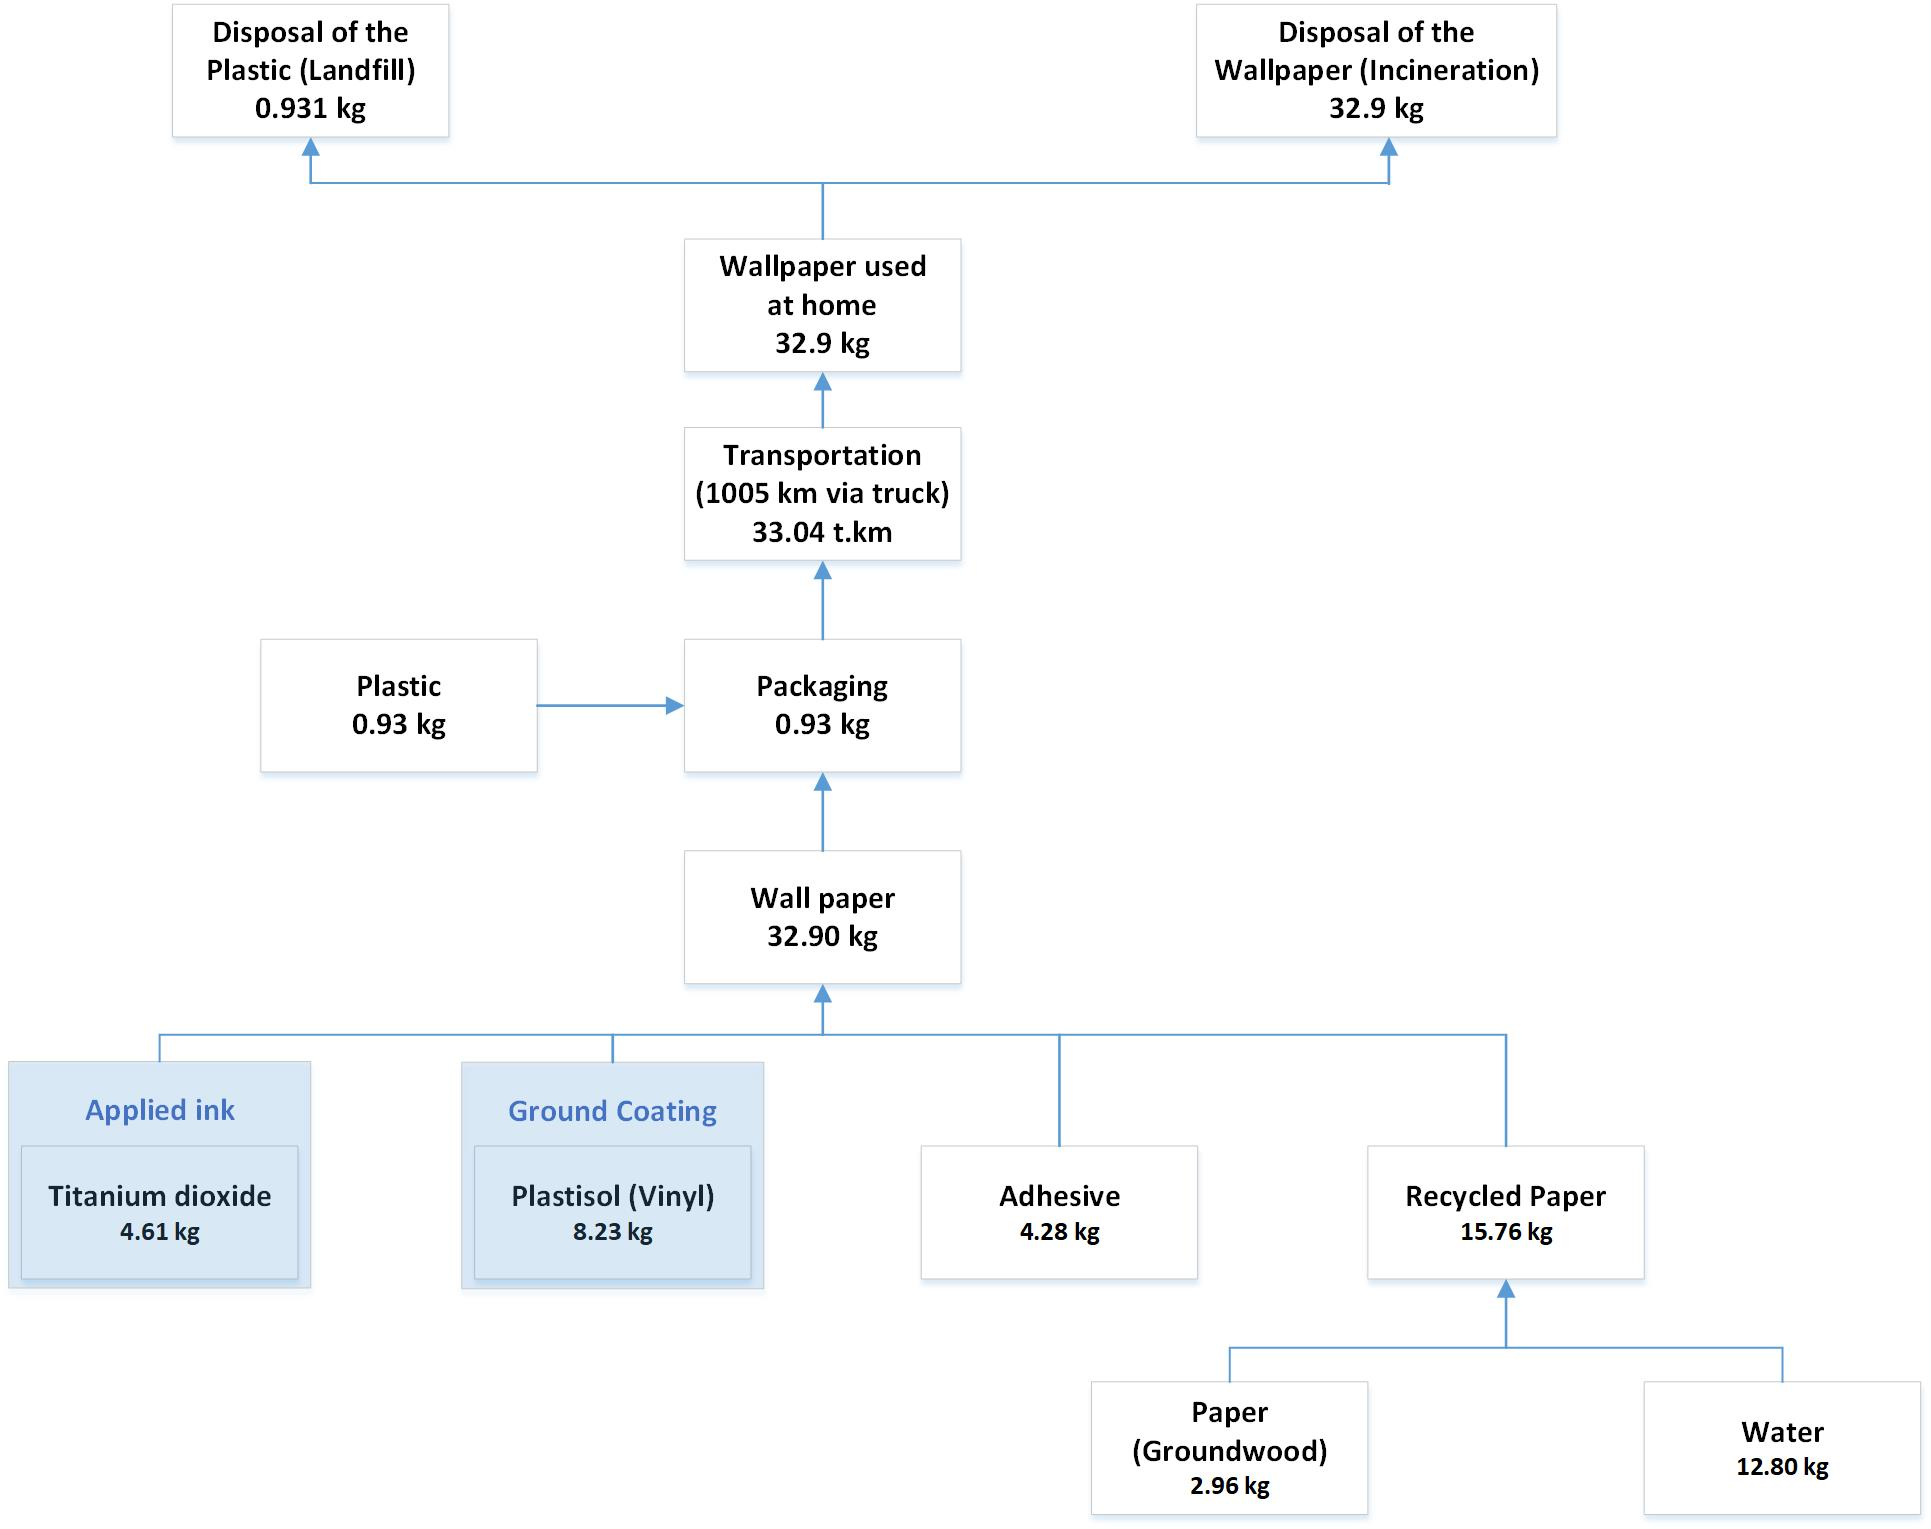 Disposal of the
Plastic (Landfill)
0.931 kg
Disposal of the
Wallpaper (Incineration)
32.9 kg
Wallpaper used
at home
32.9 kg
Transportation
(1005 km via truck)
33.04 t.km
Plastic
0.93 kg
Packaging
0.93 kg
Wall paper
32.90 kg
Applied ink
Titanium dioxide
4.61 kg
Ground Coating
Plastisol (Vinyl)
8.23 kg
Adhesive
4.28 kg
Recycled Paper
15.76 kg
Paper
(Groundwood)
2.96 kg
Water
12.80 kg